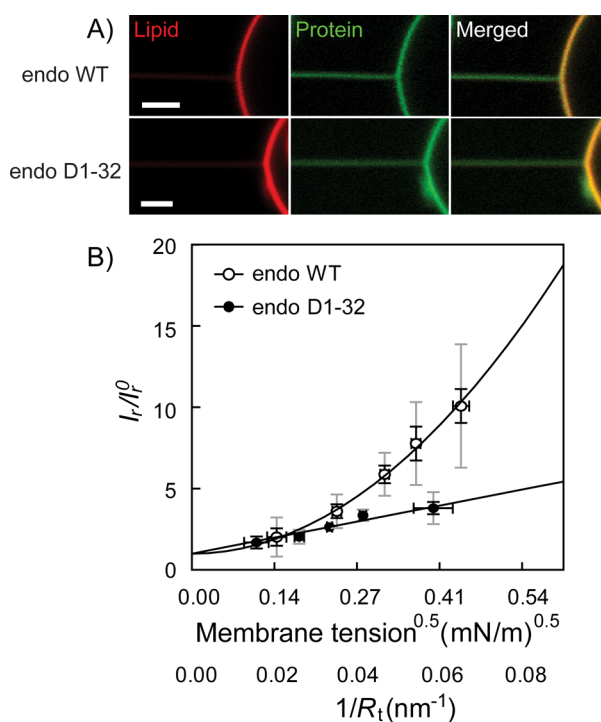 A)
Lipid Protein Merged
endo WT
endo D1-32
B)
endo WT
endo D1-32
20
15
10
5
0
I_r/I_r^0
0.00 0.14 0.27 0.41 0.54
Membrane tension^0.5 (mN/m)^0.5
0.00 0.02 0.04 0.06 0.08
1/R_t (nm^-1)